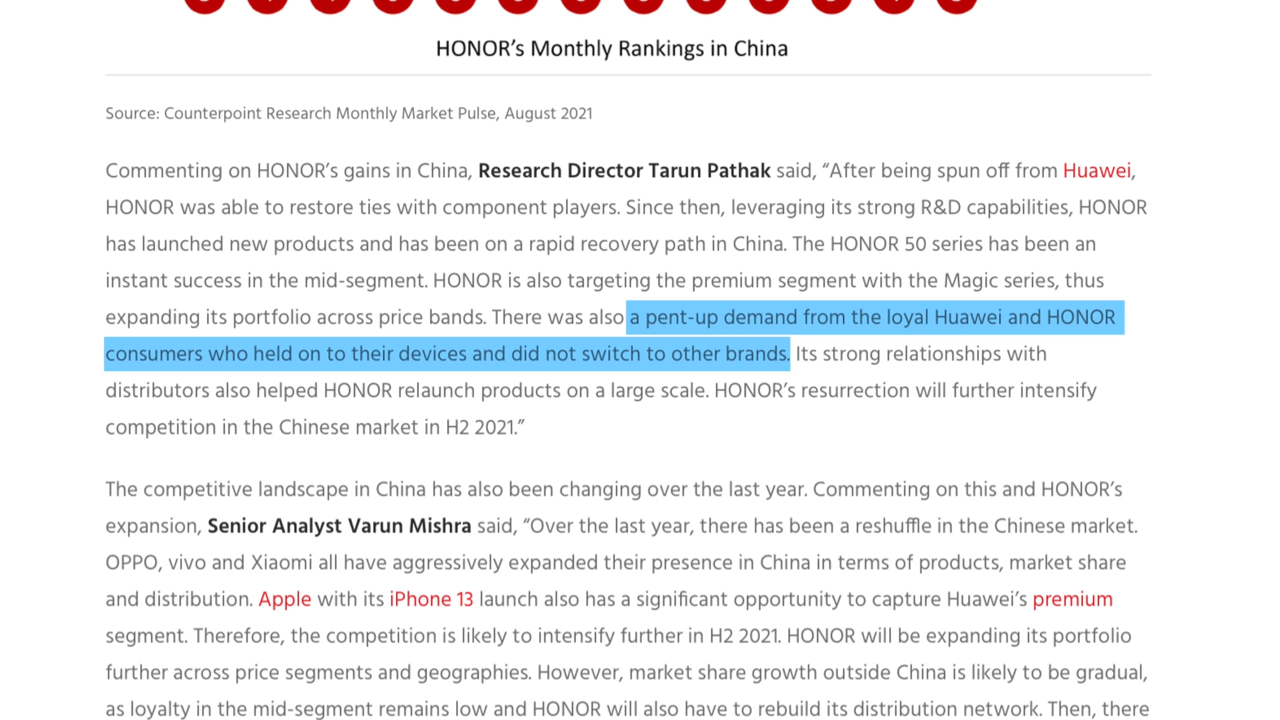 HONOR’s Monthly Rankings in China
Source: Counterpoint Research Monthly Market Pulse, August 2021
Commenting on HONOR’s gains in China, Research Director Tarun Pathak said, “After being spun off from Huawei,
HONOR was able to restore ties with component players. Since then, leveraging its strong R&D capabilities, HONOR
has launched new products and has been on a rapid recovery path in China. The HONOR 50 series has been an
instant success in the mid-segment. HONOR is also targeting the premium segment with the Magic series, thus
expanding its portfolio across price bands. There was also a pent-up demand from the loyal Huawei and HONOR
consumers who held on to their devices and did not switch to other brands. Its strong relationships with
distributors also helped HONOR relaunch products on a large scale. HONOR’s resurrection will further intensify
competition in the Chinese market in H2 2021.”
The competitive landscape in China has also been changing over the last year. Commenting on this and HONOR’s
expansion, Senior Analyst Varun Mishra said, “Over the last year, there has been a reshuffle in the Chinese market.
OPPO, vivo and Xiaomi all have aggressively expanded their presence in China in terms of products, market share
and distribution. Apple with its iPhone 13 launch also has a significant opportunity to capture Huawei’s premium
segment. Therefore, the competition is likely to intensify further in H2 2021. HONOR will be expanding its portfolio
further across price segments and geographies. However, market share growth outside China is likely to be gradual,
as loyalty in the mid-segment remains low and HONOR will also have to rebuild its distribution network. Then, there